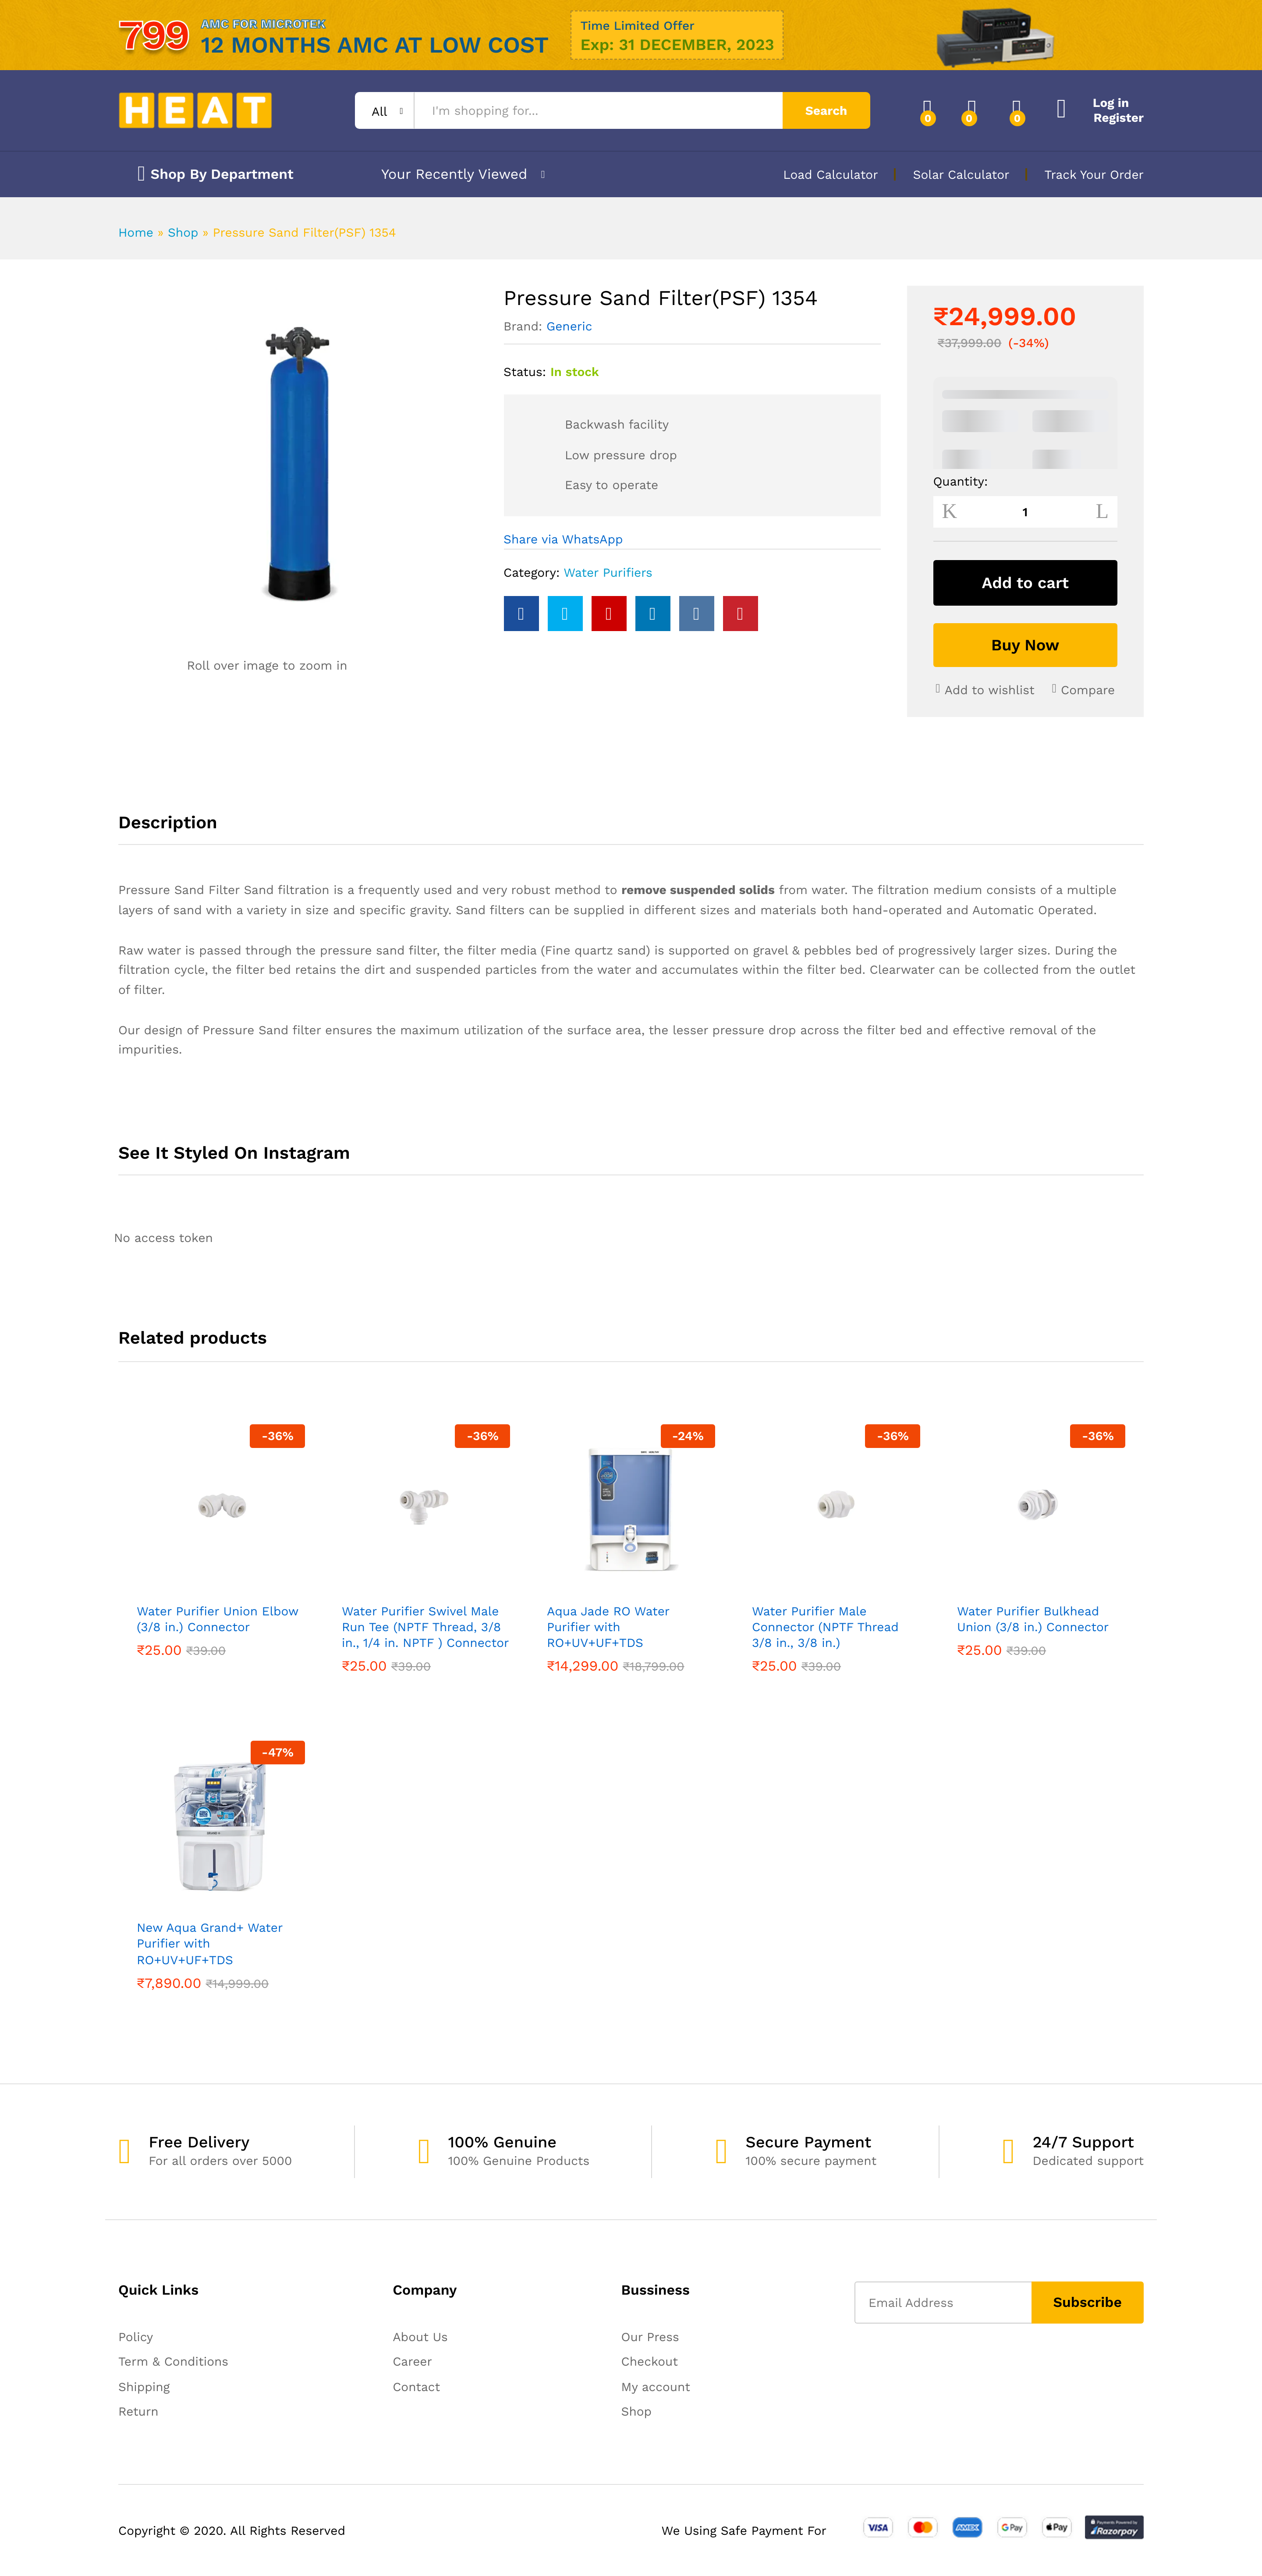 799 AMC FOR MICROTEK
12 MONTHS AMC AT LOW COST
Time Limited Offer
Exp: 31 DECEMBER, 2023
HEAT
All
I'm shopping for...
Search
0
0
0
Log in
Register
Shop By Department
Your Recently Viewed
Load Calculator
Solar Calculator
Track Your Order
Home » Shop » Pressure Sand Filter(PSF) 1354
Roll over image to zoom in
Pressure Sand Filter(PSF) 1354
Brand: Generic
Status: In stock
Backwash facility
Low pressure drop
Easy to operate
Share via WhatsApp
Category: Water Purifiers
₹24,999.00
₹37,999.00 (-34%)
Quantity:
K 1 L
Add to cart
Buy Now
Add to wishlist
Compare
Description
Pressure Sand Filter Sand filtration is a frequently used and very robust method to remove suspended solids from water. The filtration medium consists of a multiple
layers of sand with a variety in size and specific gravity. Sand filters can be supplied in different sizes and materials both hand-operated and Automatic Operated.
Raw water is passed through the pressure sand filter, the filter media (Fine quartz sand) is supported on gravel & pebbles bed of progressively larger sizes. During the
filtration cycle, the filter bed retains the dirt and suspended particles from the water and accumulates within the filter bed. Clearwater can be collected from the outlet
of filter.
Our design of Pressure Sand filter ensures the maximum utilization of the surface area, the lesser pressure drop across the filter bed and effective removal of the
impurities.
See It Styled On Instagram
No access token
Related products
-36%
Water Purifier Union Elbow
(3/8 in.) Connector
₹25.00 ₹39.00
-36%
Water Purifier Swivel Male
Run Tee (NPTF Thread, 3/8
in., 1/4 in. NPTF ) Connector
₹25.00 ₹39.00
-24%
Aqua Jade RO Water
Purifier with
RO+UV+UF+TDS
₹14,299.00 ₹18,799.00
-36%
Water Purifier Male
Connector (NPTF Thread
3/8 in., 3/8 in.)
₹25.00 ₹39.00
-36%
Water Purifier Bulkhead
Union (3/8 in.) Connector
₹25.00 ₹39.00
-47%
HEAT
New Aqua Grand+ Water
Purifier with
RO+UV+UF+TDS
₹7,890.00 ₹14,999.00
Free Delivery
For all orders over 5000
100% Genuine
100% Genuine Products
Secure Payment
100% secure payment
24/7 Support
Dedicated support
Quick Links
Policy
Term & Conditions
Shipping
Return
Company
About Us
Career
Contact
Bussiness
Our Press
Checkout
My account
Shop
Email Address
Subscribe
Copyright © 2020. All Rights Reserved
We Using Safe Payment For
VISA
AMEX
G Pay
Pay
Payments Powered by
Razorpay